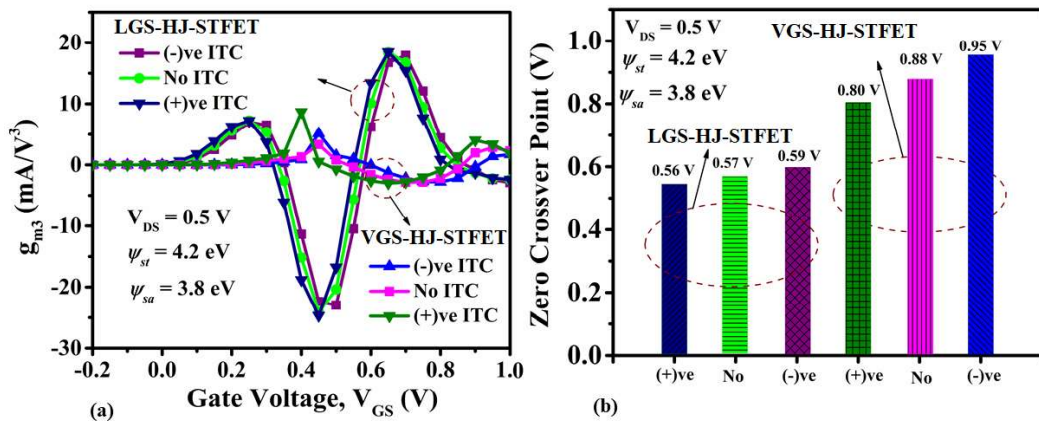 LGS-HJ-STFET
(-)ve ITC
No ITC
(+)ve ITC
V_DS = 0.5 V
ψ_st = 4.2 eV
ψ_sa = 3.8 eV
VGS-HJ-STFET
(-)ve ITC
No ITC
(+)ve ITC
g_m3 (mA/V³)
20
10
0
-10
-20
-30
-0.2 0.0 0.2 0.4 0.6 0.8 1.0
Gate Voltage, V_GS (V)
(a)
V_DS = 0.5 V
ψ_st = 4.2 eV
ψ_sa = 3.8 eV
VGS-HJ-STFET
LGS-HJ-STFET
0.56 V
0.57 V
0.59 V
0.80 V
0.88 V
0.95 V
Zero Crossver Point (V)
1.0
0.8
0.6
0.4
0.2
0.0
(+)ve No (-)ve (+)ve No (-)ve
(b)